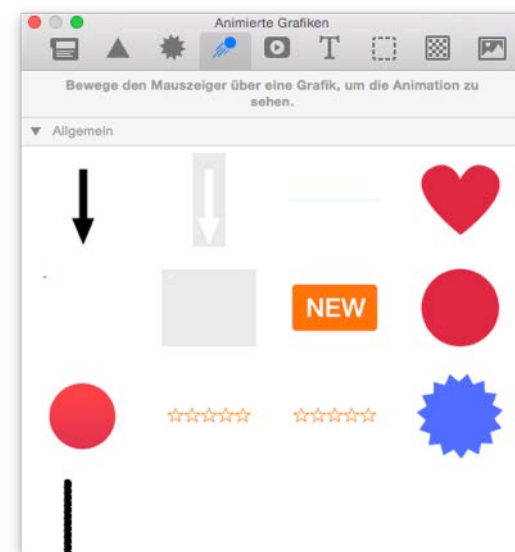 Animierte Grafiken
Bewege den Mauszeiger über eine Grafik, um die Animation zu
sehen.
Allgemein
NEW